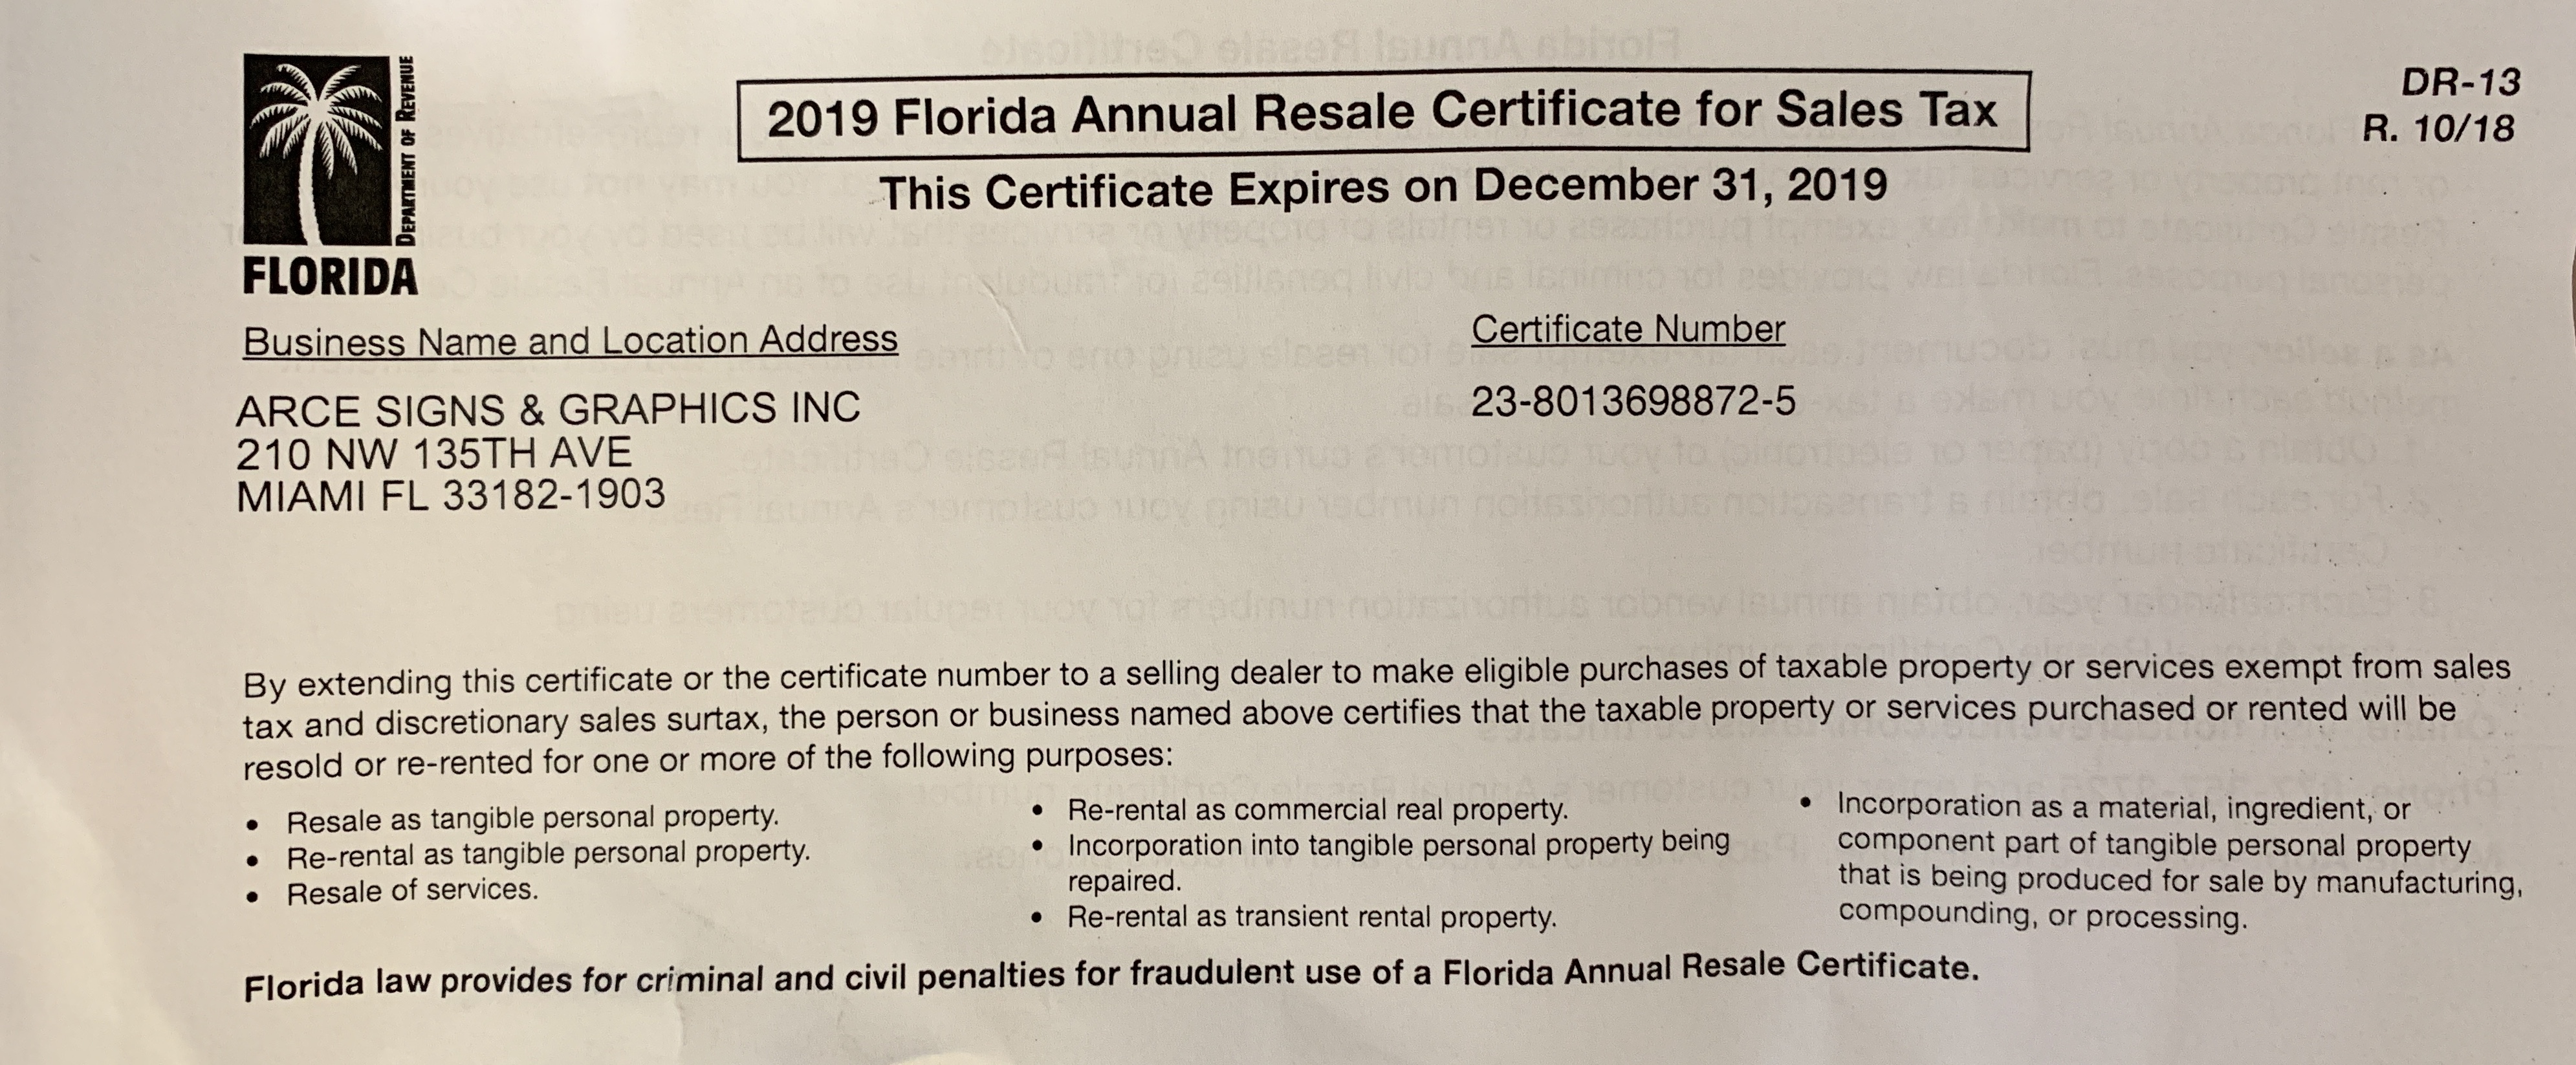 DEPARTMENT OF REVENUE
FLORIDA
2019 Florida Annual Resale Certificate for Sales Tax
This Certificate Expires on December 31, 2019
DR-13
R. 10/18
Business Name and Location Address
ARCE SIGNS & GRAPHICS INC
210 NW 135TH AVE
MIAMI FL 33182-1903
Certificate Number
23-8013698872-5
By extending this certificate or the certificate number to a selling dealer to make eligible purchases of taxable property or services exempt from sales
tax and discretionary sales surtax, the person or business named above certifies that the taxable property or services purchased or rented will be
resold or re-rented for one or more of the following purposes:
• Resale as tangible personal property.
• Re-rental as tangible personal property.
• Resale of services.
• Re-rental as commercial real property.
• Incorporation into tangible personal property being
repaired.
• Re-rental as transient rental property.
• Incorporation as a material, ingredient, or
component part of tangible personal property
that is being produced for sale by manufacturing,
compounding, or processing.
Florida law provides for criminal and civil penalties for fraudulent use of a Florida Annual Resale Certificate.